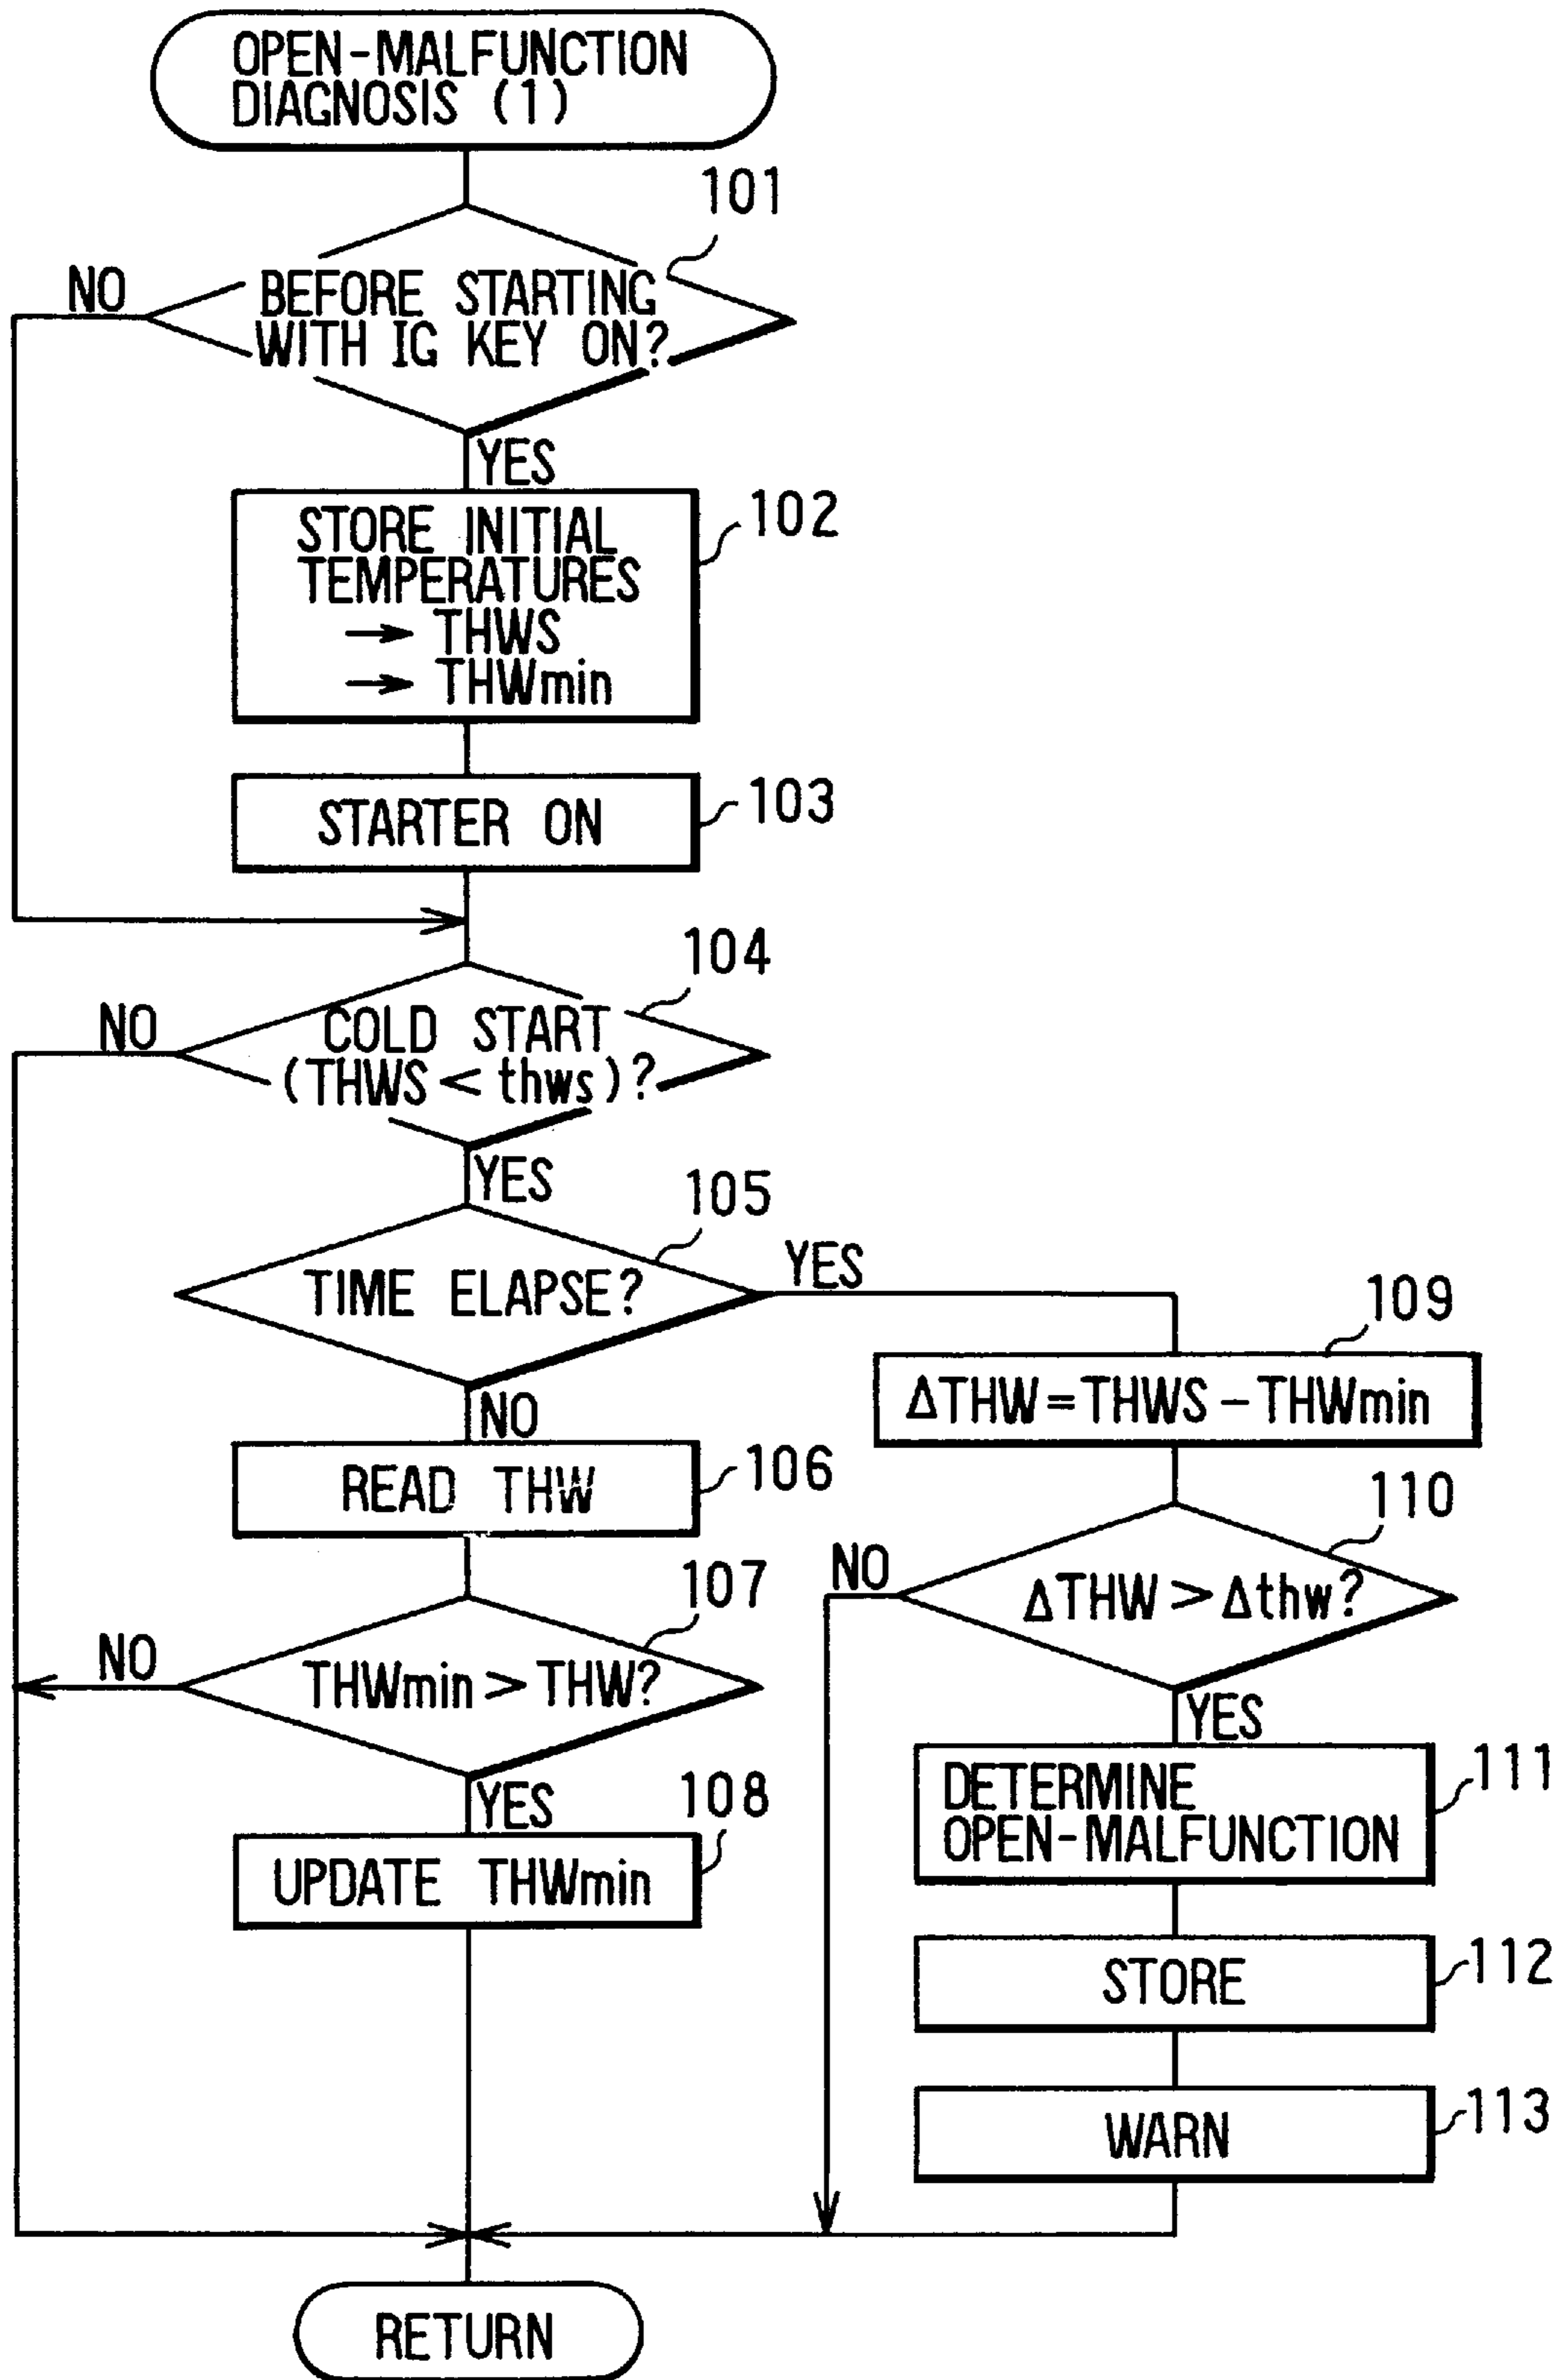 OPEN-MALFUNCTION
DIAGNOSIS (1)
101
NO
BEFORE STARTING
WITH IG KEY ON?
YES
STORE INITIAL
TEMPERATURES
→ THWS
→ THWmin
102
STARTER ON
103
104
NO
COLD START
(THWS < thws)?
YES
105
TIME ELAPSE?
YES
109
ΔTHW = THWS - THWmin
NO
READ THW
106
110
NO
ΔTHW > Δthw?
107
NO
THWmin > THW?
YES
DETERMINE
OPEN-MALFUNCTION
111
YES
108
UPDATE THWmin
STORE
112
WARN
113
RETURN